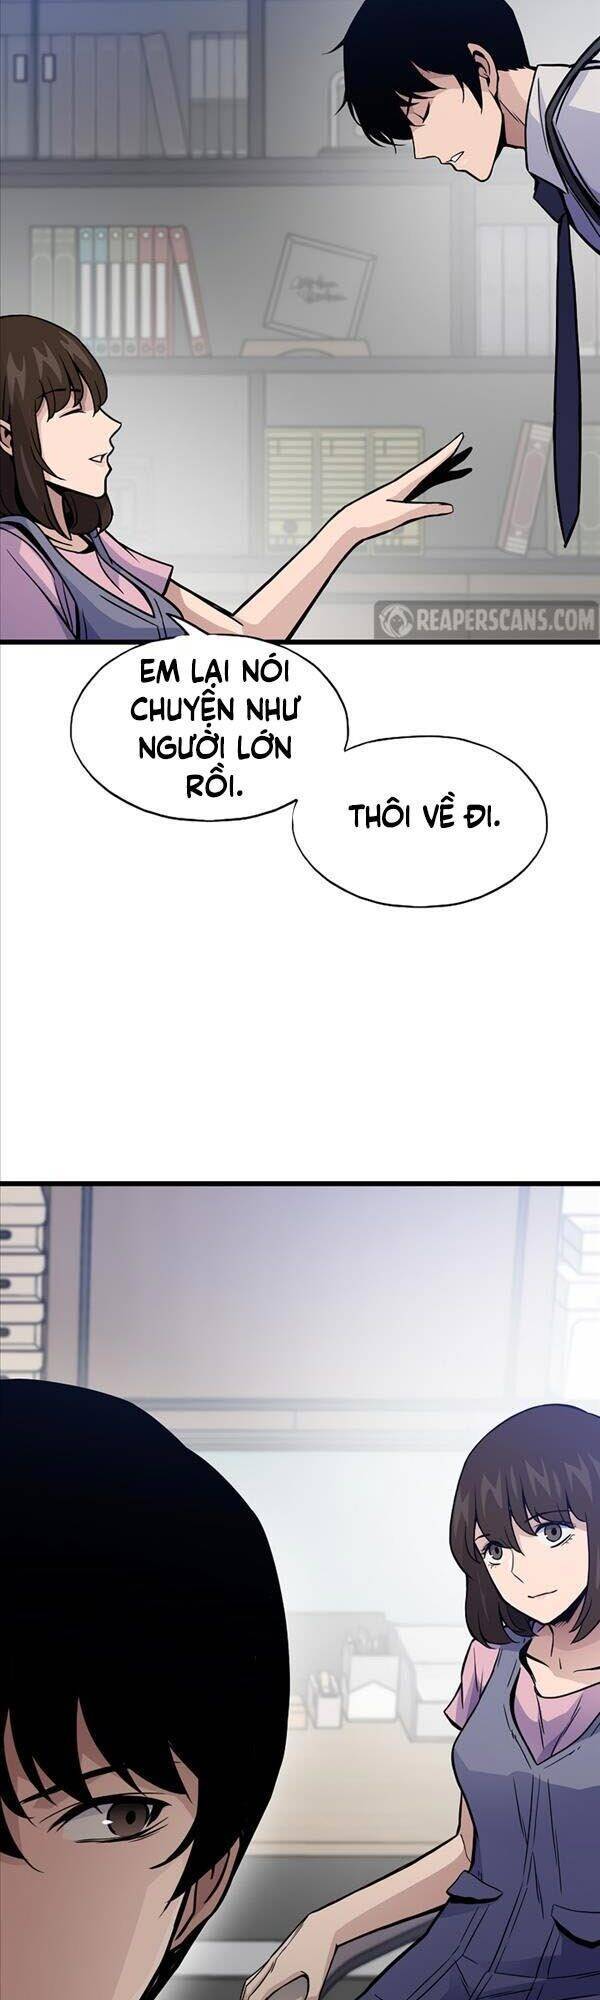 REAPERSCANS.COM
EM LẠI NÓI
CHUYỆN NHƯ
NGƯỜI LỚN
RỒI.
THÔI VỀ ĐI.